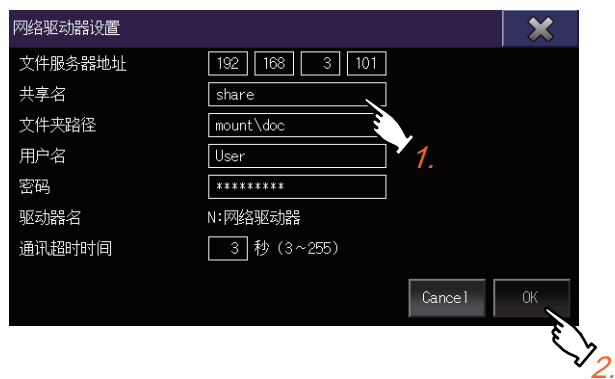 网络驱动器设置
文件服务器地址 192 168 3 101
共享名 share
文件夹路径 mount\doc
用户名 User
1.
密码 *********
驱动器名 N:网络驱动器
通讯超时时间 3 秒 (3~255)
Cancel OK
2.